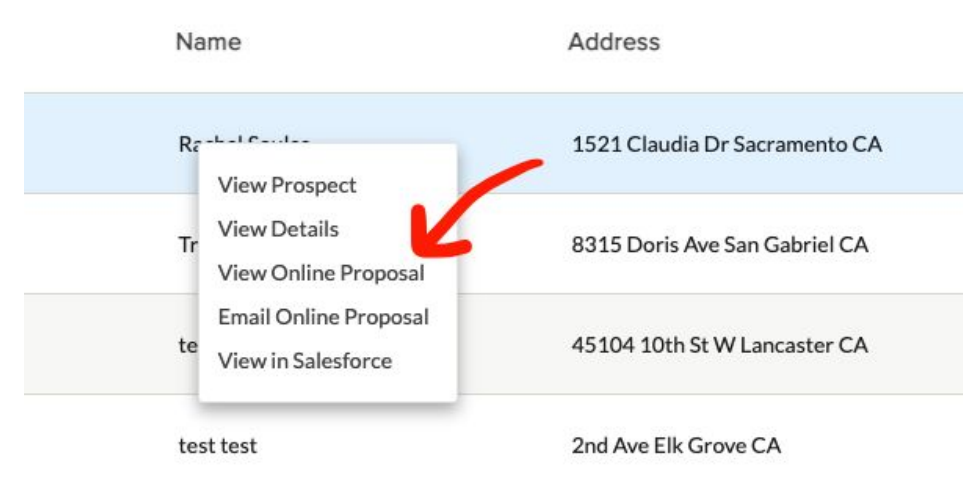 Name Address
1521 Claudia Dr Sacramento CA
View Prospect
View Details
Tr 8315 Doris Ave San Gabriel CA
View Online Proposal
Email Online Proposal
te 45104 10th St W Lancaster CA
View in Salesforce
test test 2nd Ave Elk Grove CA